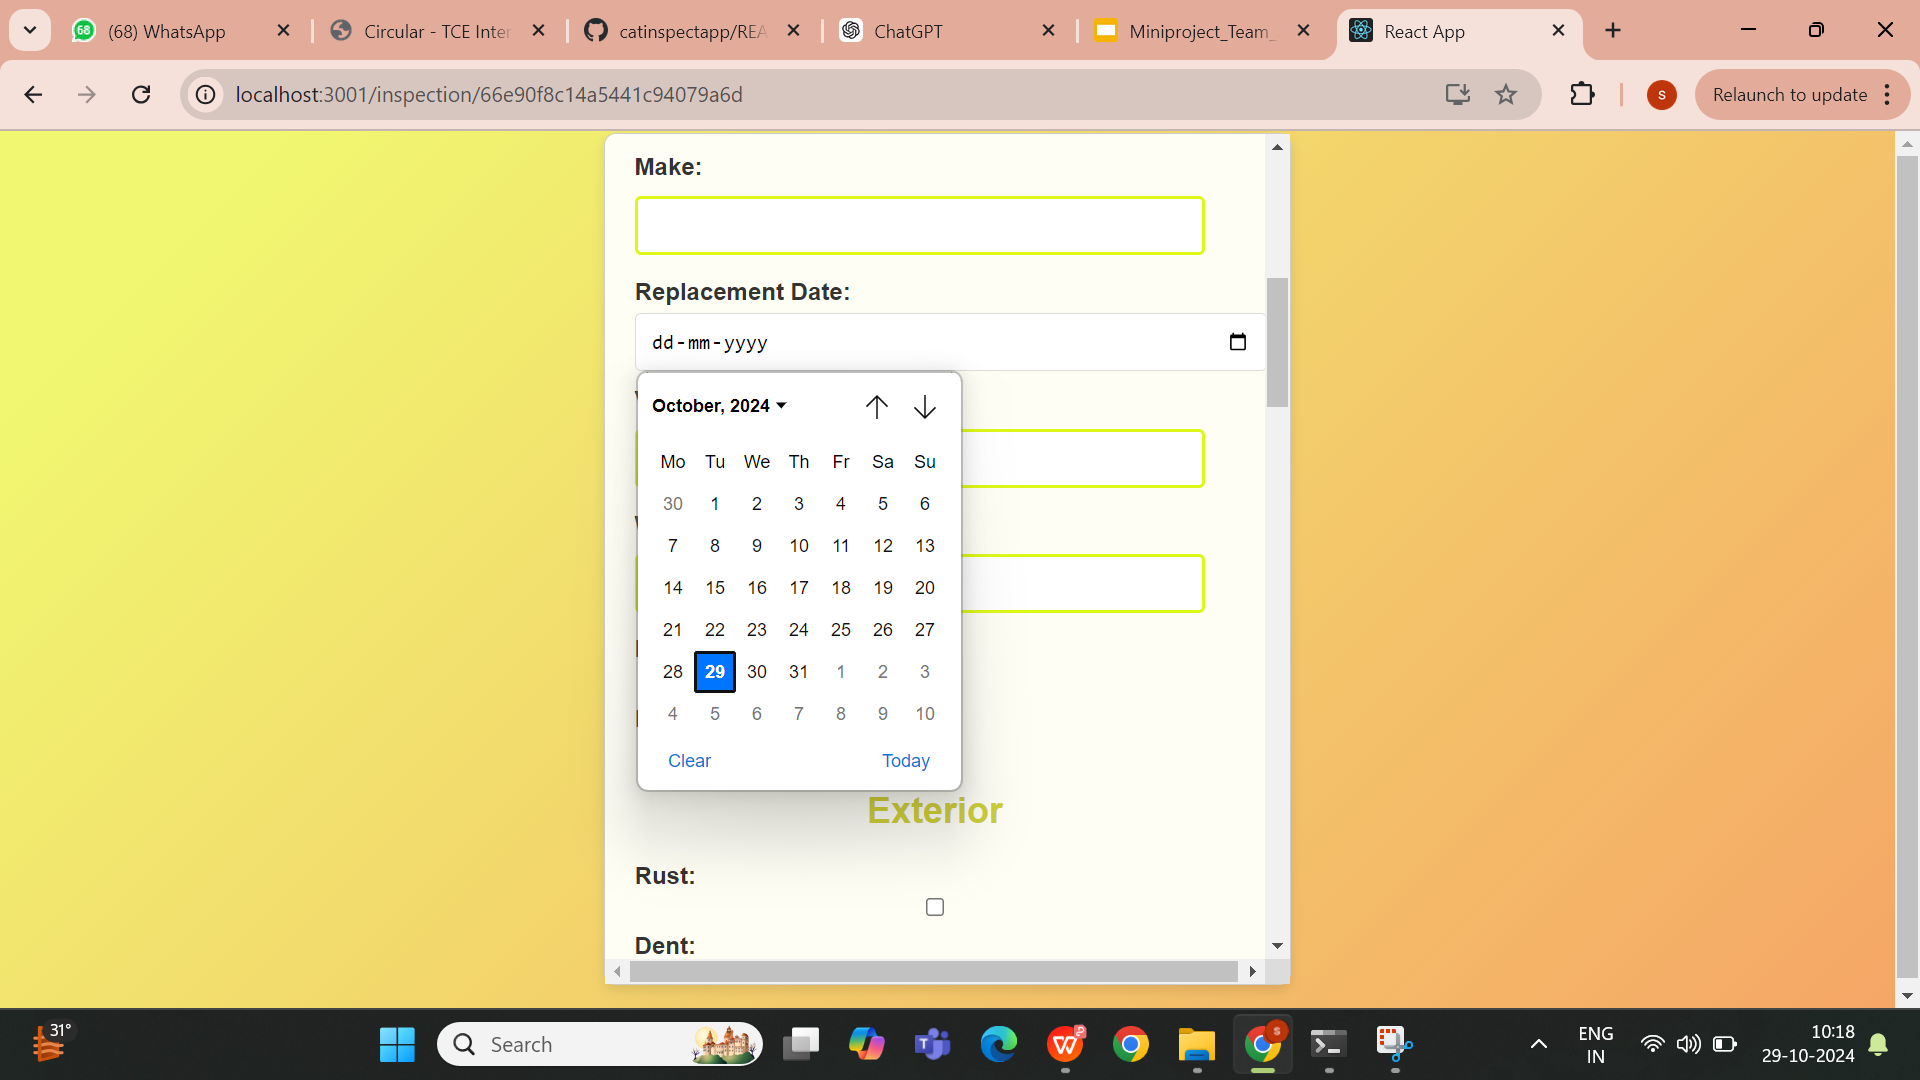 68
(68) WhatsApp
Circular - TCE Inter
catinspectapp/REA
ChatGPT
Miniproject_Team_
React App
localhost:3001/inspection/66e90f8c14a5441c94079a6d
s
Relaunch to update
Make:
Replacement Date:
dd-mm-yyyy
October, 2024
Mo Tu We Th Fr Sa Su
30 1 2 3 4 5 6
7 8 9 10 11 12 13
14 15 16 17 18 19 20
21 22 23 24 25 26 27
28 29 30 31 1 2 3
4 5 6 7 8 9 10
Clear Today
Exterior
Rust:
Dent:
31°
Search
ENG
IN
10:18
29-10-2024